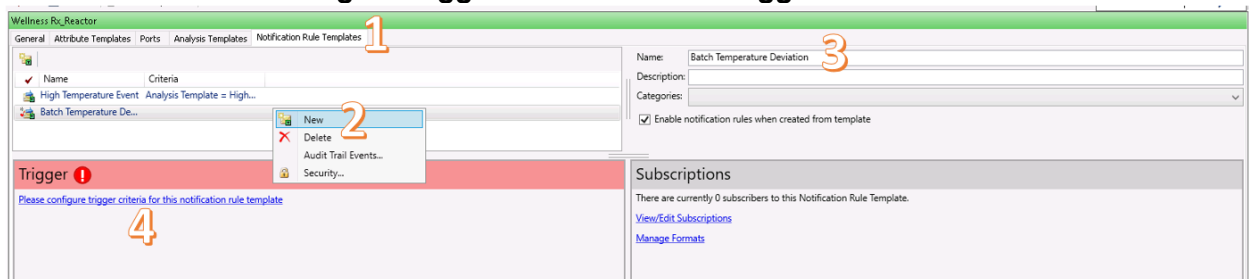 Wellness Rx_Reactor
General Attribute Templates Ports Analysis Templates Notification Rule Templates
1
Name Criteria
High Temperature Event Analysis Template = High...
Batch Temperature De...
New
2
Delete
Audit Trail Events...
Security...
Name: Batch Temperature Deviation
3
Description:
Categories:
Enable notification rules when created from template
Trigger
Please configure trigger criteria for this notification rule template
4
Subscriptions
There are currently 0 subscribers to this Notification Rule Template.
View/Edit Subscriptions
Manage Formats